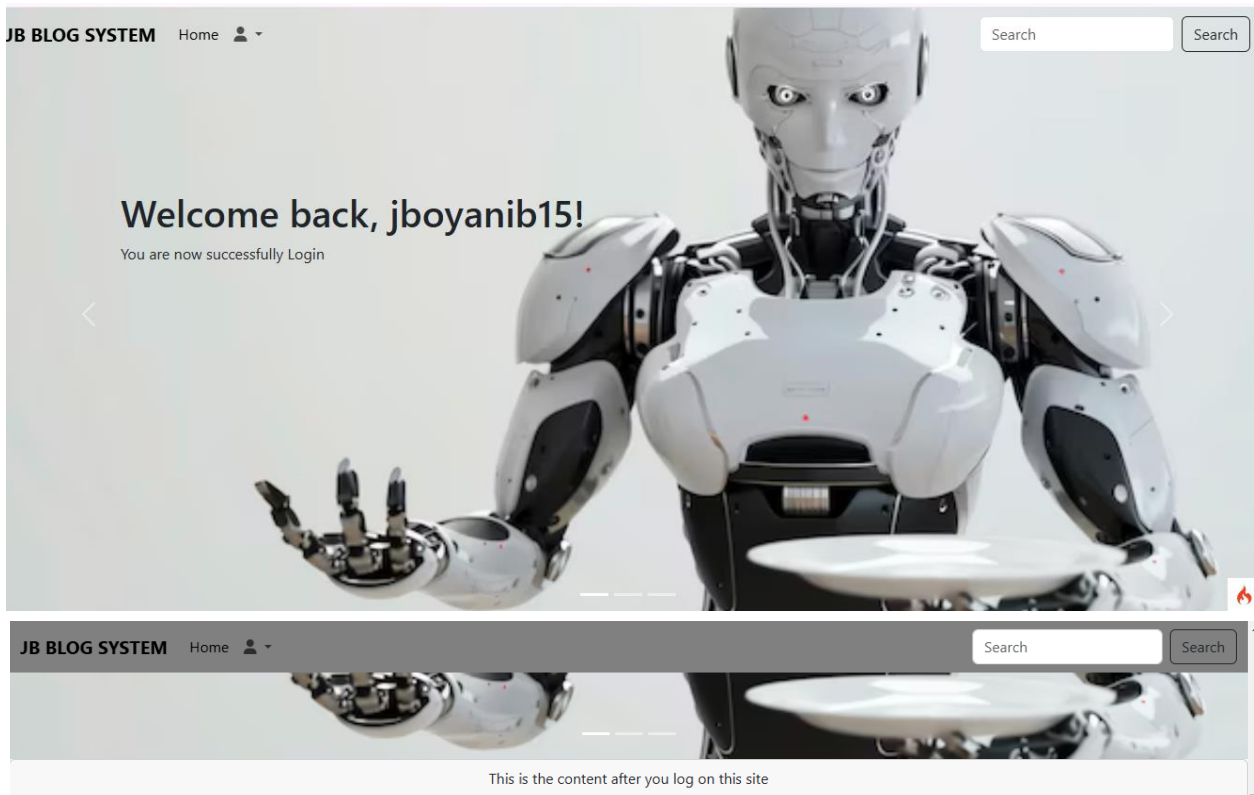 JB BLOG SYSTEM Home Search Search
Welcome back, jboyanib15!
You are now successfully Login
JB BLOG SYSTEM Home Search Search
This is the content after you log on this site